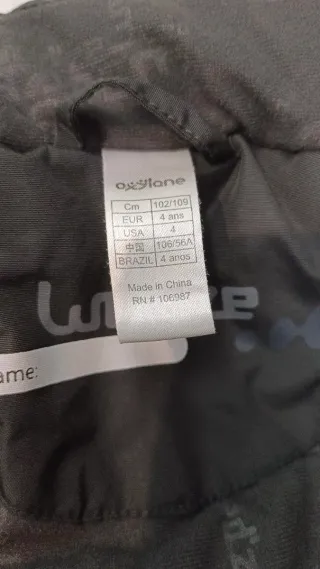 oxylane
Cm 102/109
EUR 4 ans
USA 4
中国 106/56A
BRAZIL 4 anos
Made in China
RN # 106987
ame: